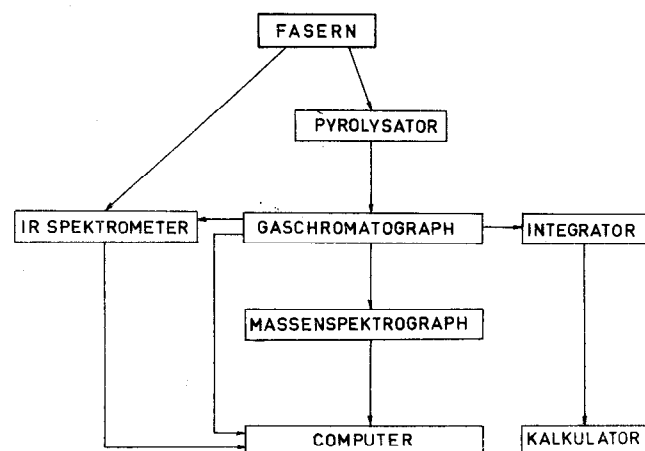 FASERN
PYROLYSATOR
IR SPEKTROMETER
GASCHROMATOGRAPH
INTEGRATOR
MASSENSPEKTROGRAPH
COMPUTER
KALKULATOR